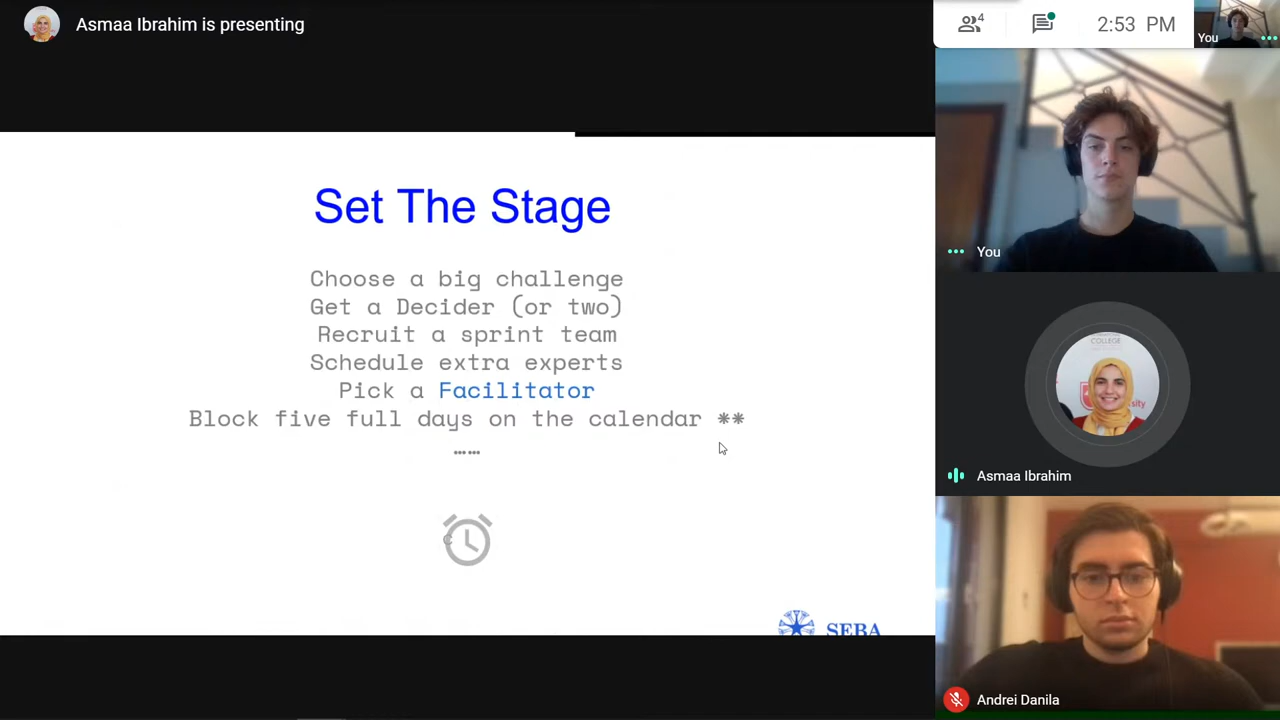 Asmaa Ibrahim is presenting
4
2:53 PM
You
Set The Stage
Choose a big challenge
Get a Decider (or two)
Recruit a sprint team
Schedule extra experts
Pick a Facilitator
Block five full days on the calendar **
……
SEBA
You
COLLEGE
Asmaa Ibrahim
Andrei Danila